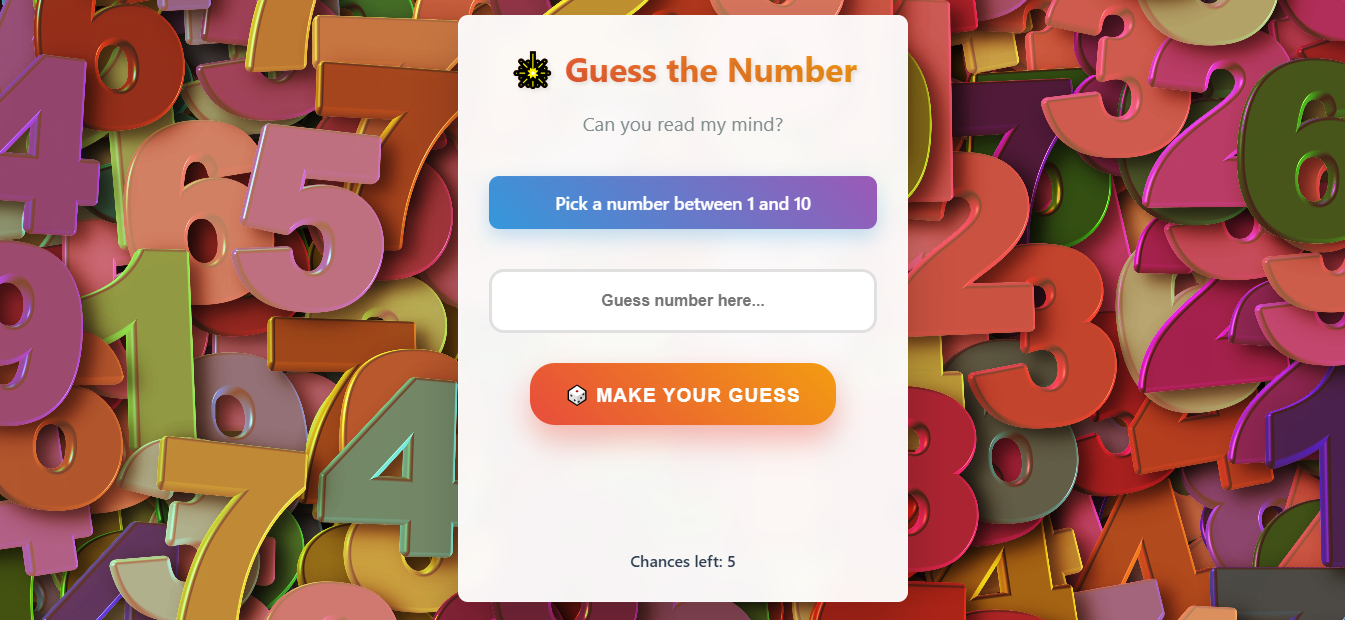 Guess the Number
Can you read my mind?
Pick a number between 1 and 10
Guess number here...
🎲 MAKE YOUR GUESS
Chances left: 5